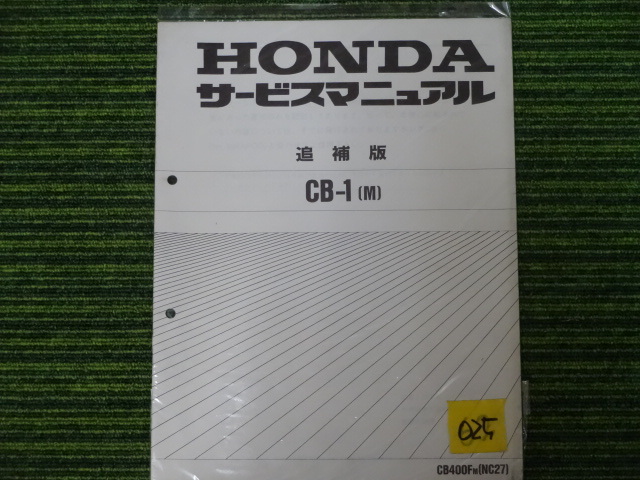 HONDA
サービスマニュアル
追補版
CB-1 (M)
025
CB400FM(NC27)